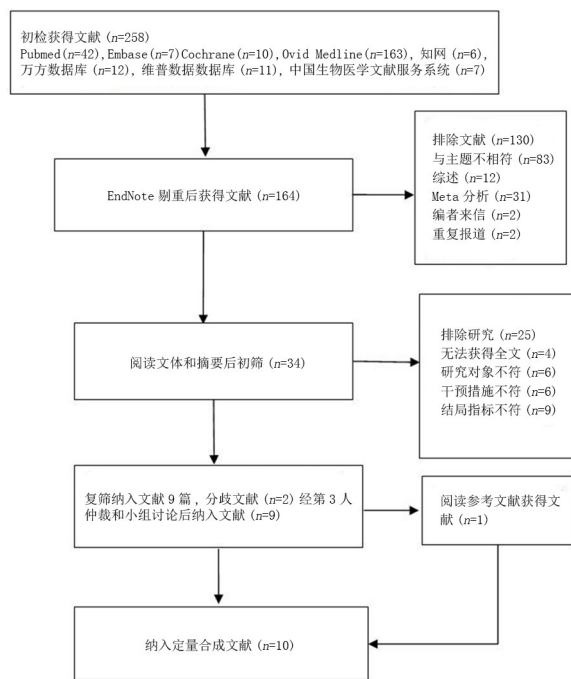 初检获得文献 (n=258)
Pubmed(n=42),Embase(n=7)Cochrane(n=10),Ovid Medline(n=163), 知网 (n=6),
万方数据库 (n=12), 维普数据数据库 (n=11), 中国生物医学文献服务系统 (n=7)
排除文献 (n=130)
与主题不相符 (n=83)
综述 (n=12)
Meta 分析 (n=31)
编者来信 (n=2)
重复报道 (n=2)
EndNote 剔重后获得文献 (n=164)
排除研究 (n=25)
无法获得全文 (n=4)
研究对象不符 (n=6)
干预措施不符 (n=6)
结局指标不符 (n=9)
阅读文体和摘要后初筛 (n=34)
复筛纳入文献 9 篇 , 分歧文献 (n=2) 经第 3 人
仲裁和小组讨论后纳入文献 (n=9)
阅读参考文献获得文
献 (n=1)
纳入定量合成文献 (n=10)